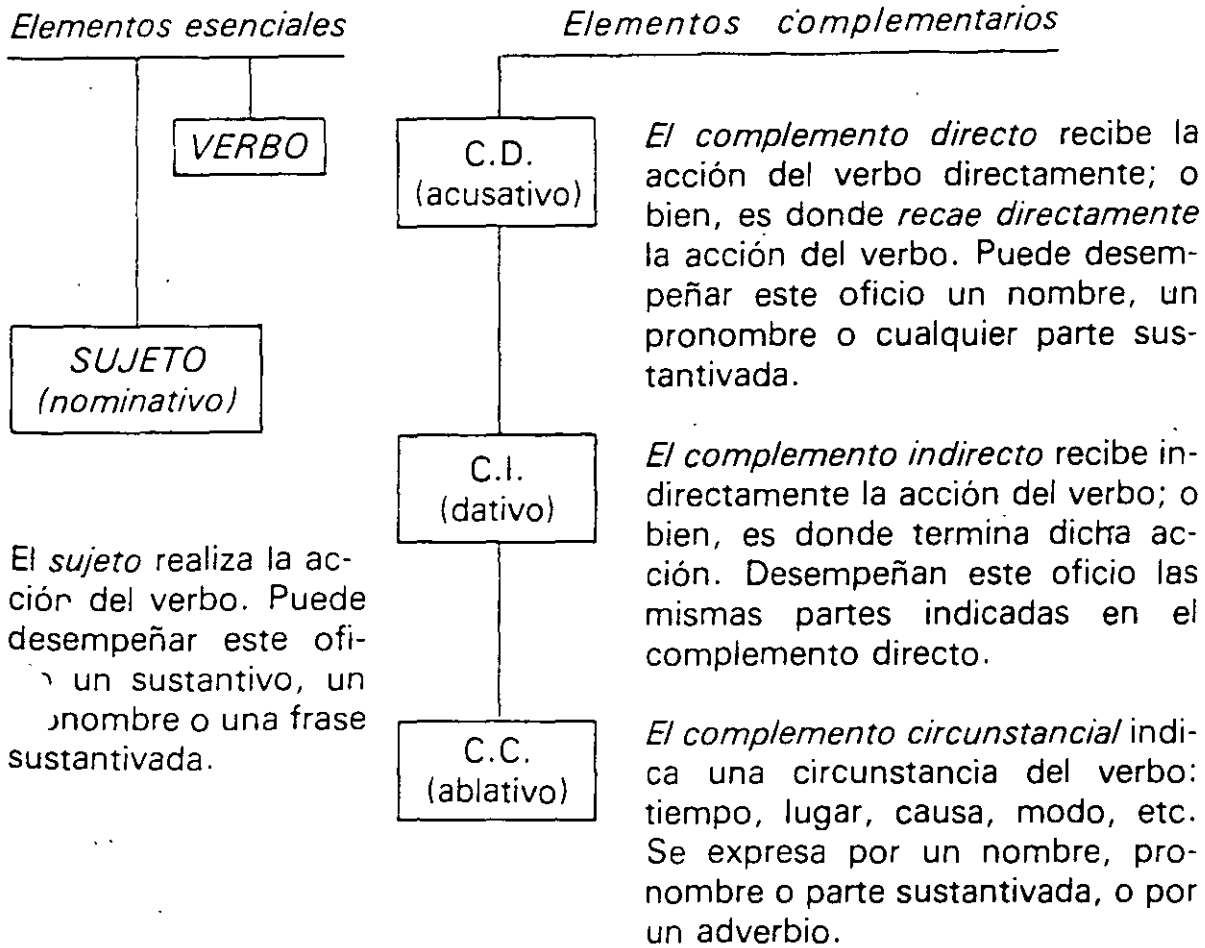 Elementos esenciales
VERBO
SUJETO
(nominativo)
El sujeto realiza la ac-
ción del verbo. Puede
desempeñar este ofi-
un sustantivo, un
o una frase
sustantivada.
Elementos complementarios
C.D.
(acusativo)
El complemento directo recibe la
acción del verbo directamente; o
bien, es donde recae directamente
la acción del verbo. Puede desem-
peñar este oficio un nombre, un
pronombre o cualquier parte sus-
tantivada.
C.I.
(dativo)
El complemento indirecto recibe in-
directamente la acción del verbo; o
bien, es donde termina dicha ac-
ción. Desempeñan este oficio las
mismas partes indicadas en el
complemento directo.
C.C.
(ablativo)
El complemento circunstancial indi-
ca una circunstancia del verbo:
tiempo, lugar, causa, modo, etc.
Se expresa por un nombre, pro-
nombre o parte sustantivada, o por
un adverbio.